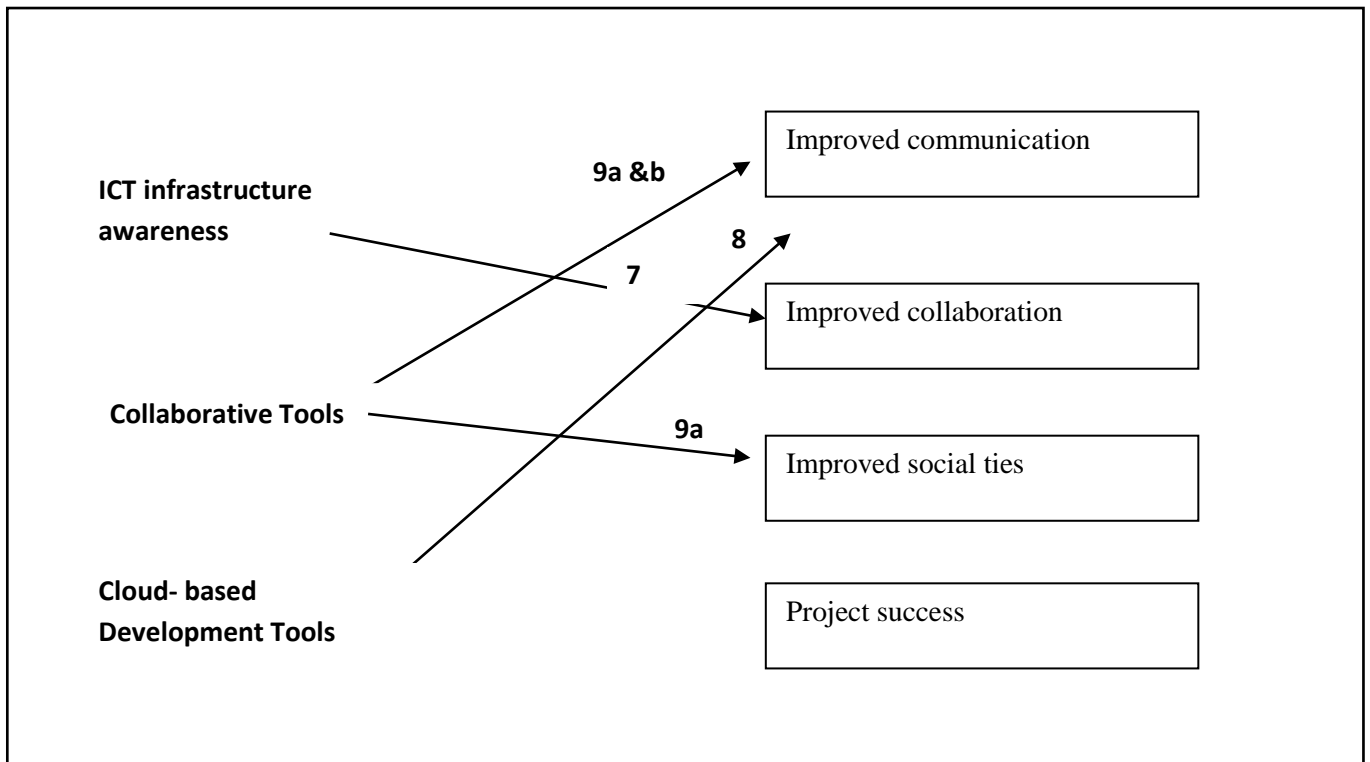 Improved communication
9a &b
ICT infrastructure
awareness
8
7
Improved collaboration
Collaborative Tools
9a
Improved social ties
Cloud- based
Development Tools
Project success